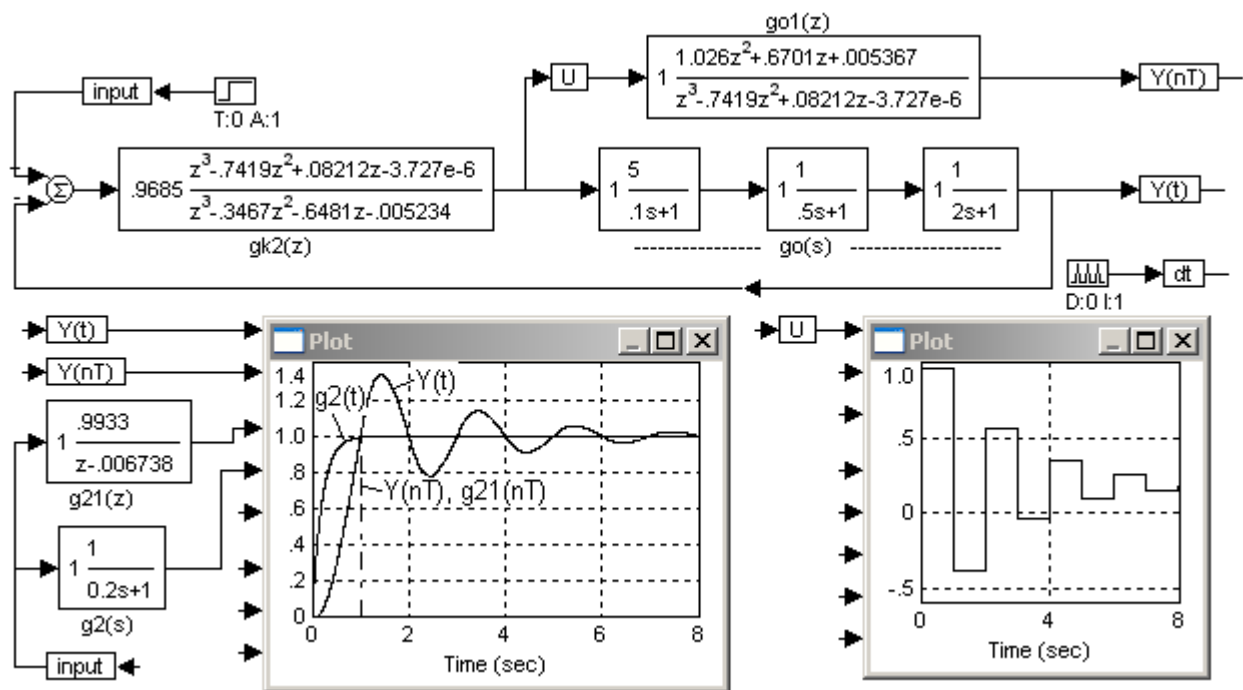 go1(z)
input
T:0 A:1
U
1 1.026z²+.6701z+.005367
z³-.7419z²+.08212z-3.727e-6
Y(nT)
-
Σ
.9685 z³-.7419z²+.08212z-3.727e-6
z³-.3467z²-.6481z-.005234
gk2(z)
1 5
.1s+1
1 1
.5s+1
1 1
2s+1
Y(t)
go(s)
D:0 I:1
dt
Y(t)
Y(nT)
1 .9933
z-.006738
g21(z)
1 1
0.2s+1
g2(s)
input
Plot
1.4
1.2
1.0
.8
.6
.4
.2
0
g2(t)
Y(t)
Y(nT), g21(nT)
0 2 4 6 8
Time (sec)
U
Plot
1.0
.5
0
-.5
0 4 8
Time (sec)